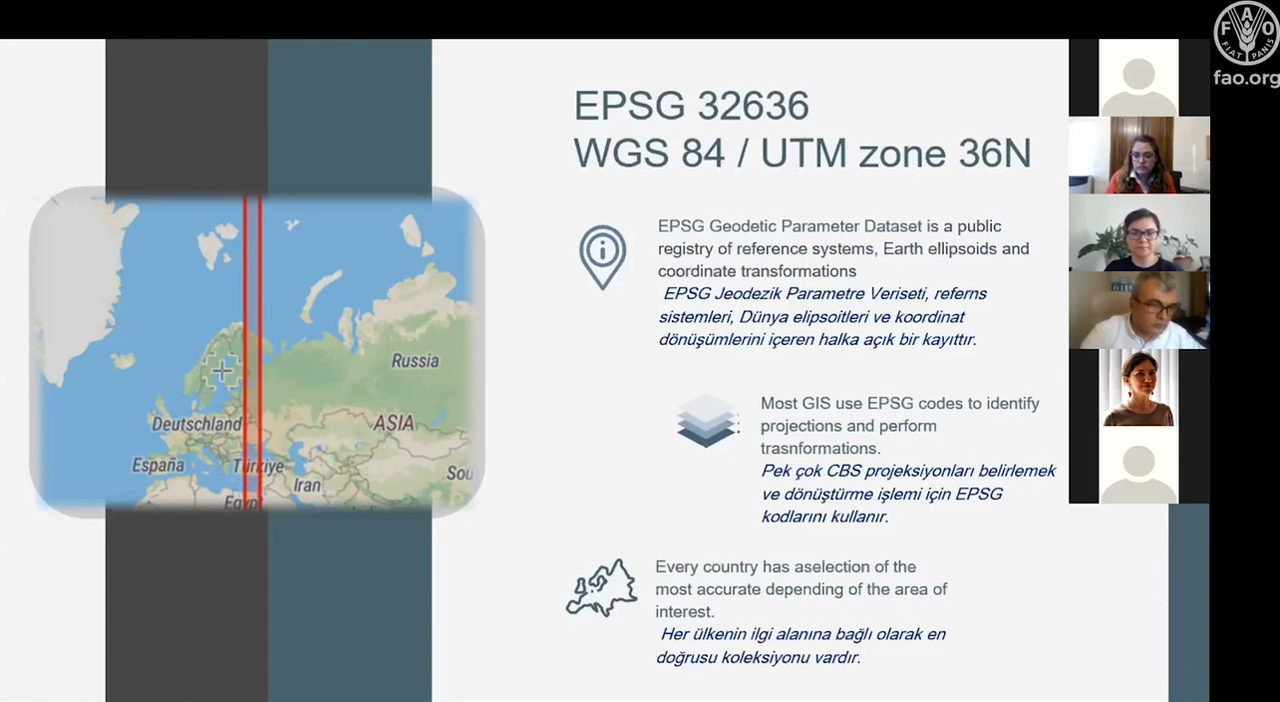 FAO
FIAT PANIS
fao.org
EPSG 32636
WGS 84 / UTM zone 36N
EPSG Geodetic Parameter Dataset is a public
registry of reference systems, Earth ellipsoids and
coordinate transformations
EPSG Jeodezik Parametre Veriseti, referns
sistemleri, Dünya elipsoitleri ve koordinat
dönüşümlerini içeren halka açık bir kayıttır.
Most GIS use EPSG codes to identify
projections and perform
trasnformations.
Pek çok CBS projeksiyonları belirlemek
ve dönüştürme işlemi için EPSG
kodlarını kullanır.
Every country has aselection of the
most accurate depending of the area of
interest.
Her ülkenin ilgi alanına bağlı olarak en
doğrusu koleksiyonu vardır.
Russia
Deutschland
ASIA
España
Türkiye
Iran
Sou
Egypt